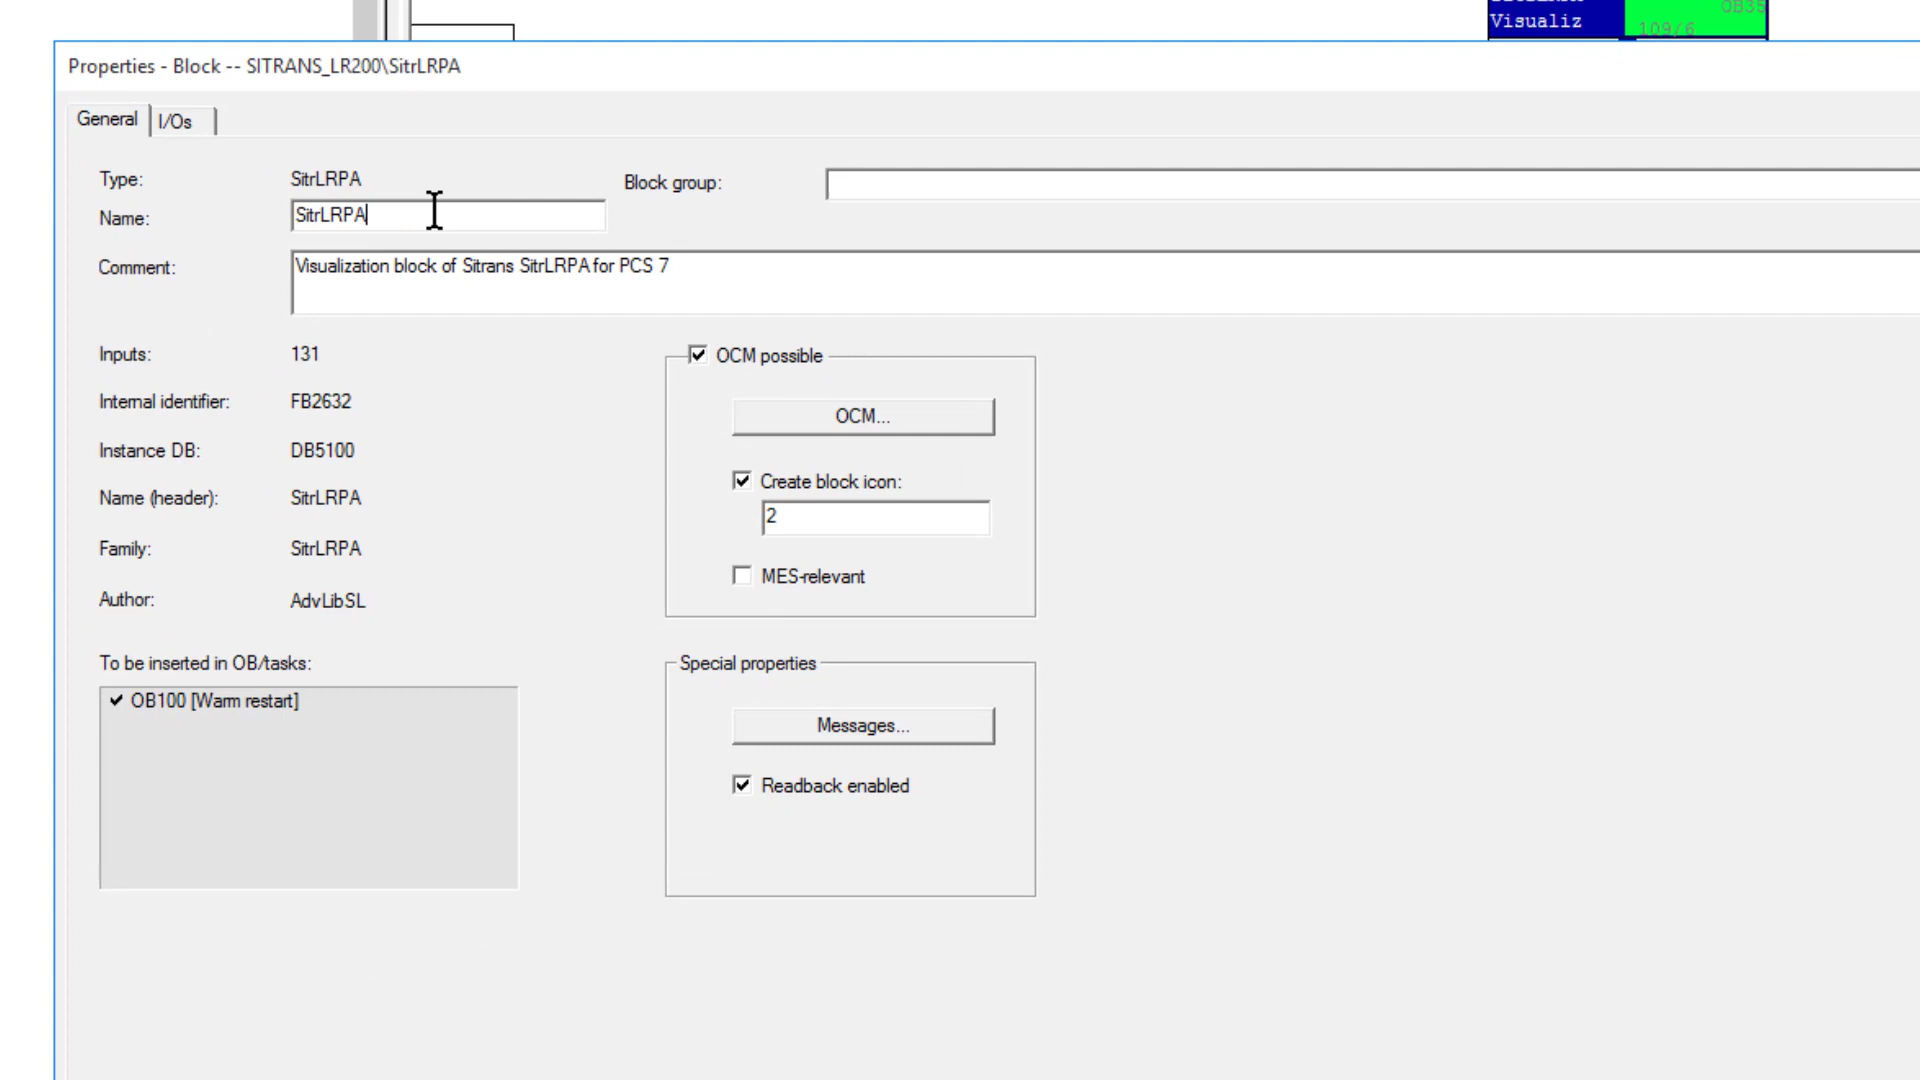 Visualiz
OB35
109/6
Properties - Block -- SITRANS_LR200\SitrLRPA
General
I/Os
Type: SitrLRPA
Block group:
Name: SitrLRPA
Comment: Visualization block of Sitrans SitrLRPA for PCS 7
Inputs: 131
OCM possible
Internal identifier: FB2632
OCM...
Instance DB: DB5100
Create block icon:
2
Name (header): SitrLRPA
Family: SitrLRPA
MES-relevant
Author: AdvLibSL
To be inserted in OB/tasks:
OB100 [Warm restart]
Special properties
Messages...
Readback enabled